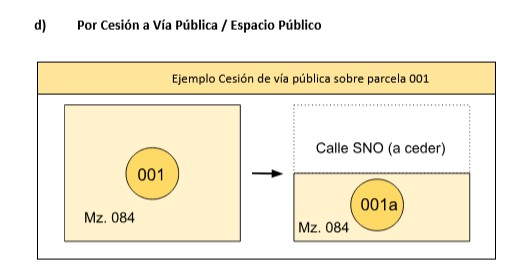 d) Por Cesión a Vía Pública / Espacio Público
Ejemplo Cesión de vía pública sobre parcela 001
001
Mz. 084
Calle SNO (a ceder)
001a
Mz. 084